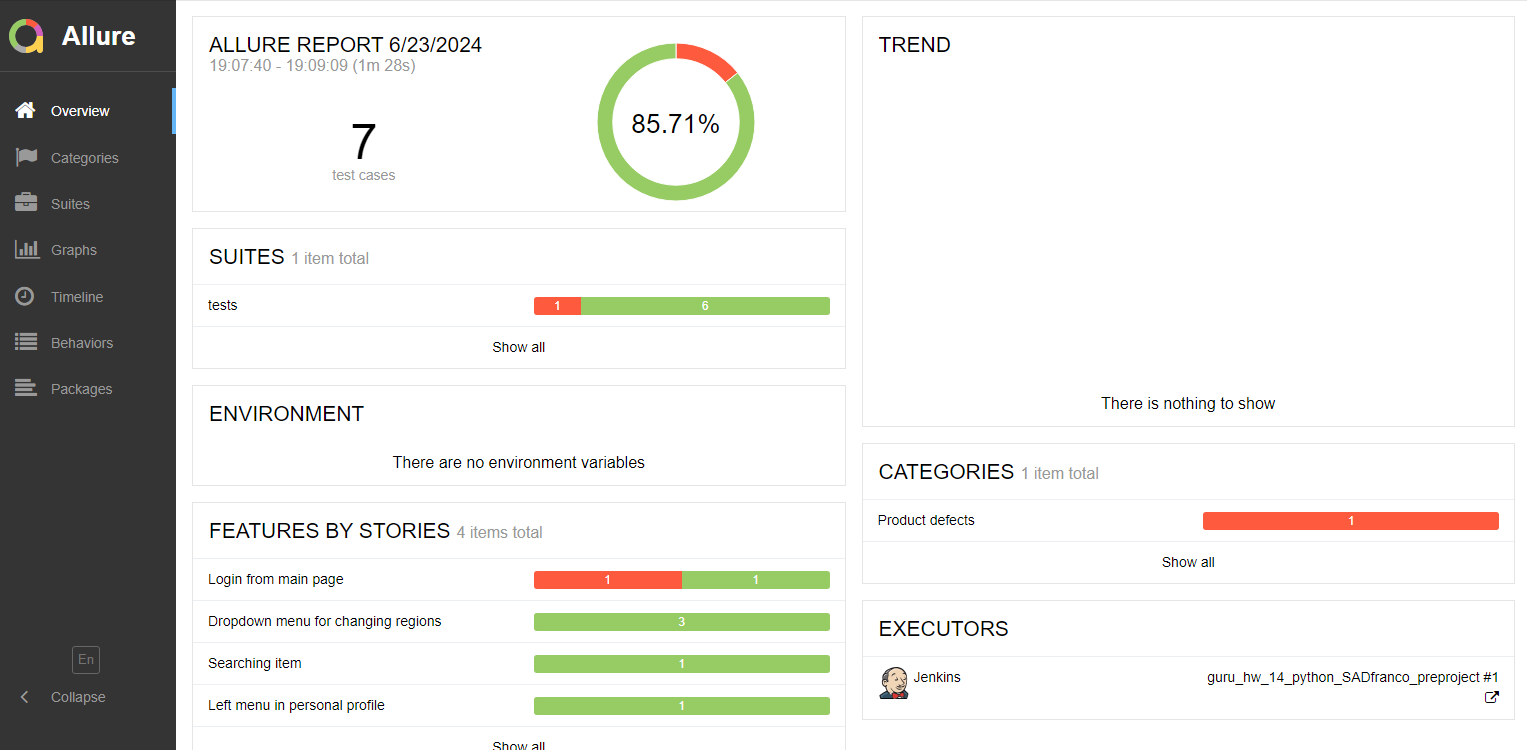 Allure
Overview
Categories
Suites
Graphs
Timeline
Behaviors
Packages
En
Collapse
ALLURE REPORT 6/23/2024
19:07:40 - 19:09:09 (1m 28s)
7
test cases
85.71%
SUITES 1 item total
tests 1 6
Show all
ENVIRONMENT
There are no environment variables
FEATURES BY STORIES 4 items total
Login from main page 1 1
Dropdown menu for changing regions 3
Searching item 1
Left menu in personal profile 1
Show all
TREND
There is nothing to show
CATEGORIES 1 item total
Product defects 1
Show all
EXECUTORS
Jenkins guru_hw_14_python_SADfranco_preproject #1